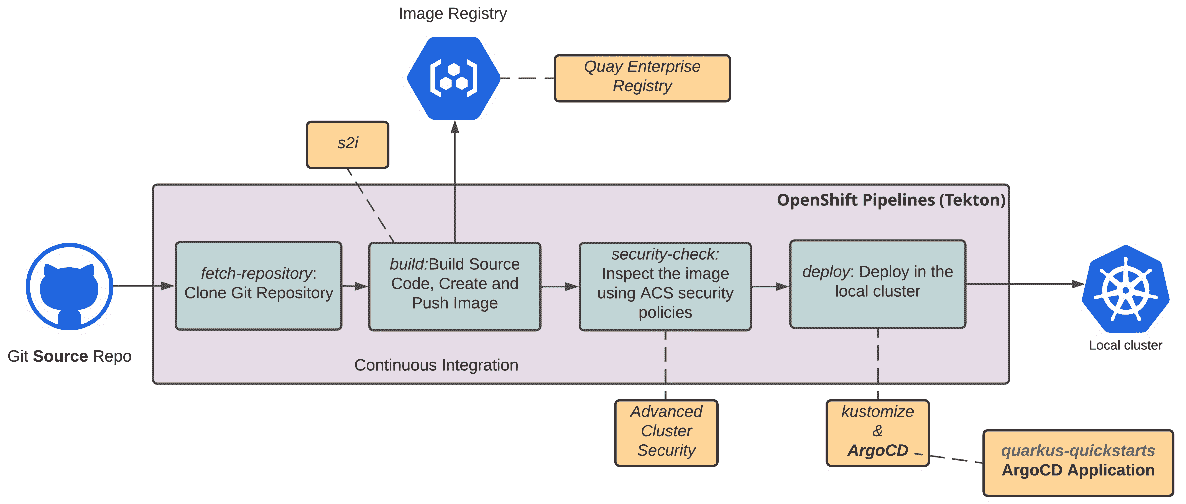 Image Registry
Quay Enterprise
Registry
s2i
OpenShift Pipelines (Tekton)
fetch-repository:
Clone Git Repository
build:Build Source
Code, Create and
Push Image
security-check:
Inspect the image
using ACS security
policies
deploy: Deploy in the
local cluster
Git Source Repo
Local cluster
Continuous Integration
Advanced
Cluster
Security
kustomize
&
ArgoCD
quarkus-quickstarts
ArgoCD Application